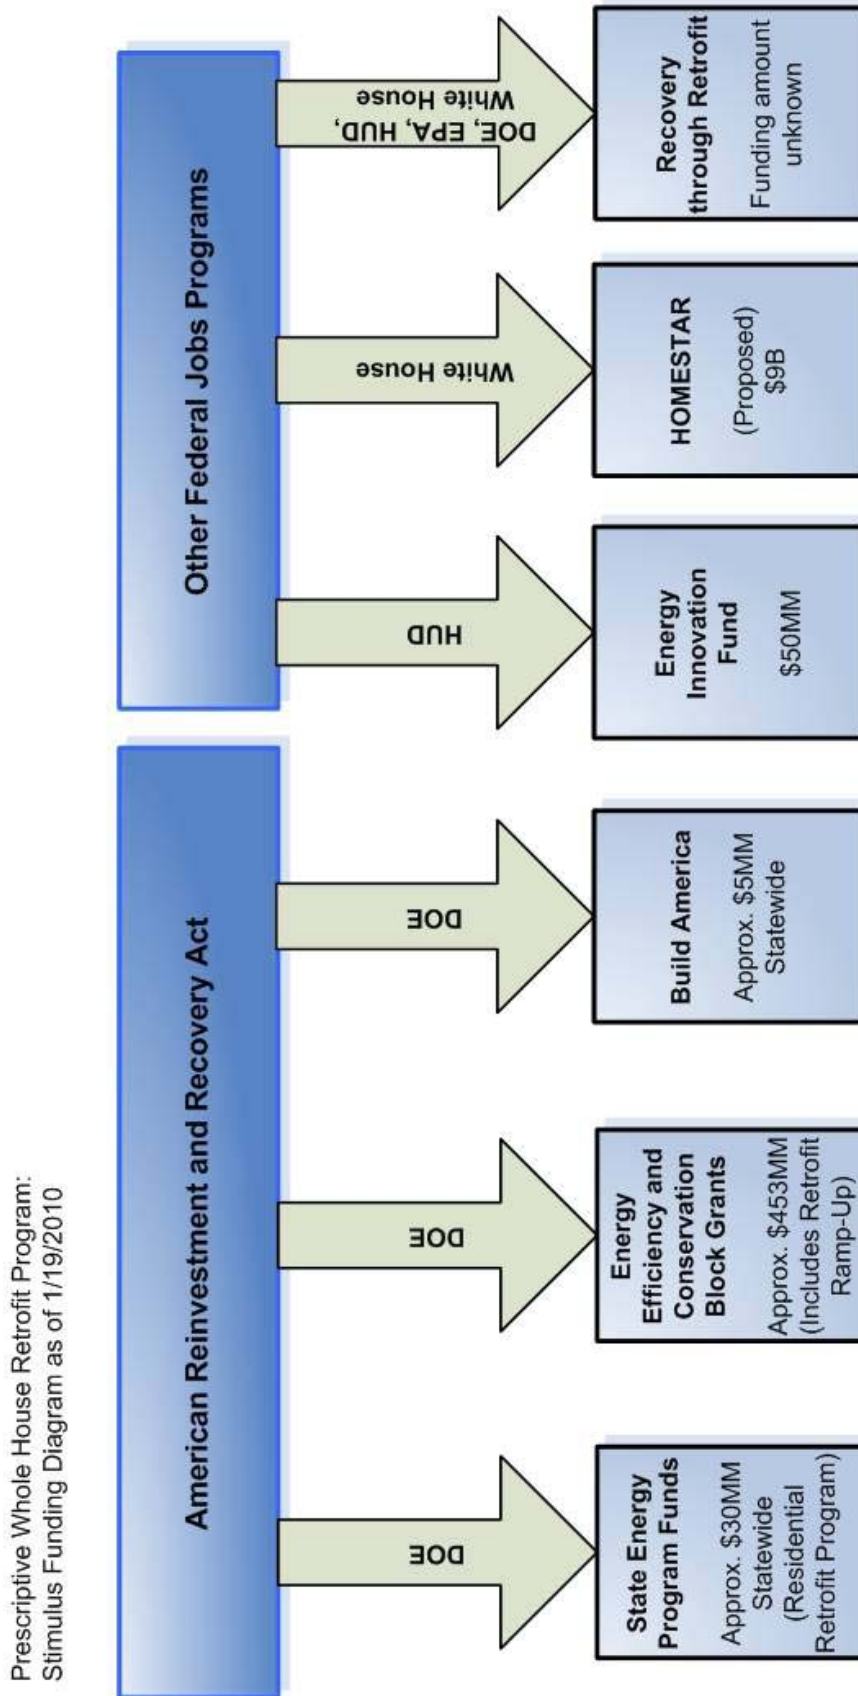 Prescriptive Whole House Retrofit Program:
Stimulus Funding Diagram as of 1/19/2010
American Reinvestment and Recovery Act
Other Federal Jobs Programs
DOE
DOE
DOE
HUD
White House
DOE, EPA, HUD,
White House
State Energy
Program Funds
Approx. $30MM
Statewide
(Residential
Retrofit Program)
Energy
Efficiency and
Conservation
Block Grants
Approx. $453MM
(Includes Retrofit
Ramp-Up)
Build America
Approx. $5MM
Statewide
Energy
Innovation
Fund
$50MM
HOMESTAR
(Proposed)
$9B
Recovery
through Retrofit
Funding amount
unknown